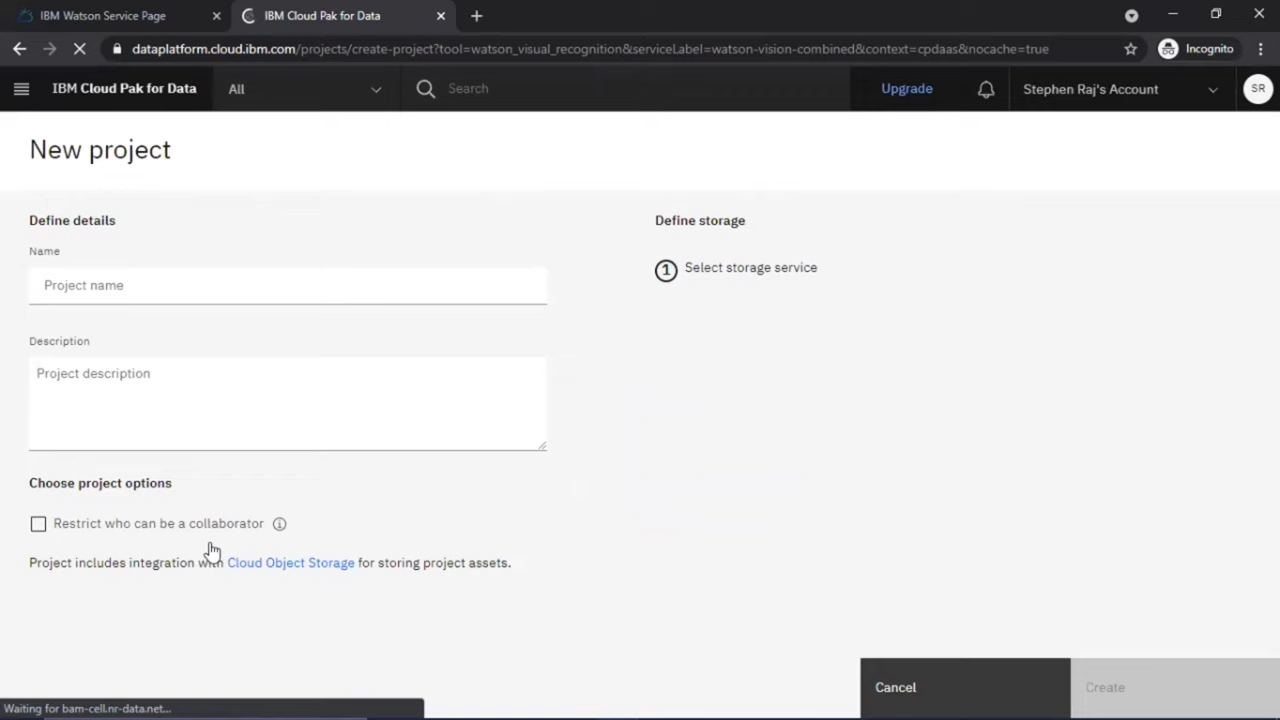 IBM Watson Service Page
IBM Cloud Pak for Data
dataplatform.cloud.ibm.com/projects/create-project?tool=watson_visual_recognition&serviceLabel=watson-vision-combined&context=cpdaas&nocache=true
Incognito
IBM Cloud Pak for Data
All
Search
Upgrade
Stephen Raj's Account
SR
New project
Define details
Name
Project name
Description
Project description
Choose project options
Restrict who can be a collaborator
Project includes integration with Cloud Object Storage for storing project assets.
Define storage
1 Select storage service
Cancel
Create
Waiting for bam-cell.nr-data.net...